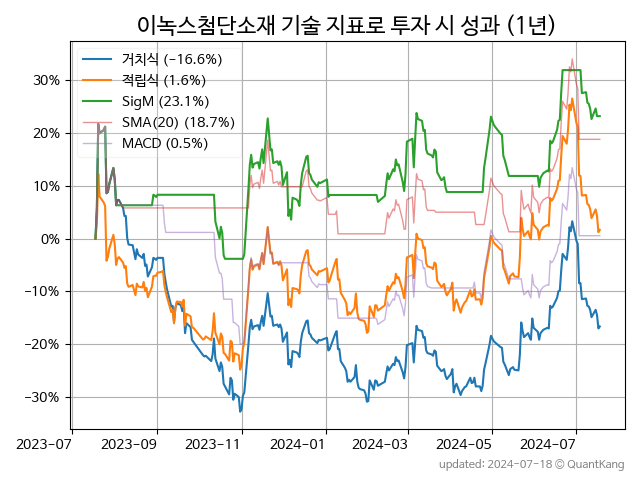 이녹스첨단소재 기술 지표로 투자 시 성과 (1년)
거치식 (-16.6%)
적립식 (1.6%)
SigM (23.1%)
SMA(20) (18.7%)
MACD (0.5%)
30%
20%
10%
0%
−10%
−20%
−30%
2023-07 2023-09 2023-11 2024-01 2024-03 2024-05 2024-07
updated: 2024-07-18 © QuantKang